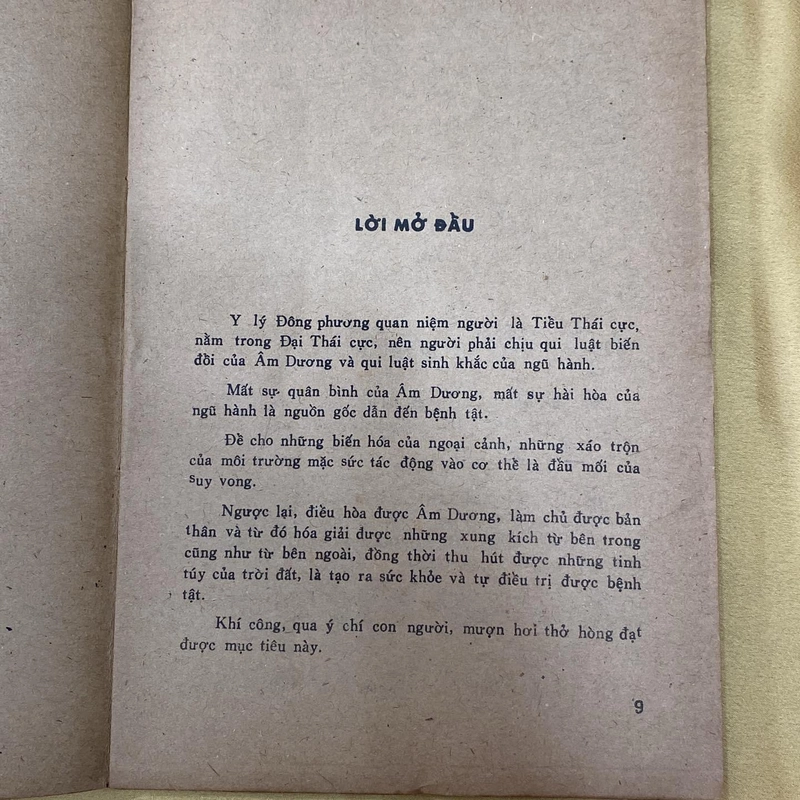 LỜI MỞ ĐẦU
Y lý Đông phương quan niệm người là Tiểu Thái cực,
nằm trong Đại Thái cực, nên người phải chịu qui luật biến
đổi của Âm Dương và qui luật sinh khắc của ngũ hành.
Mất sự quân bình của Âm Dương, mất sự hài hòa của
ngũ hành là nguồn gốc dẫn đến bệnh tật.
Để cho những biến hóa của ngoại cảnh, những xáo trộn
của môi trường mặc sức tác động vào cơ thể là đầu mối của
suy vong.
Ngược lại, điều hòa được Âm Dương, làm chủ được bản
thân và từ đó hóa giải được những xung kích từ bên trong
cũng như từ bên ngoài, đồng thời thu hút được những tinh
túy của trời đất, là tạo ra sức khỏe và tự điều trị được bệnh
tật.
Khí công, qua ý chí con người, mượn hơi thở hòng đạt
được mục tiêu này.
9